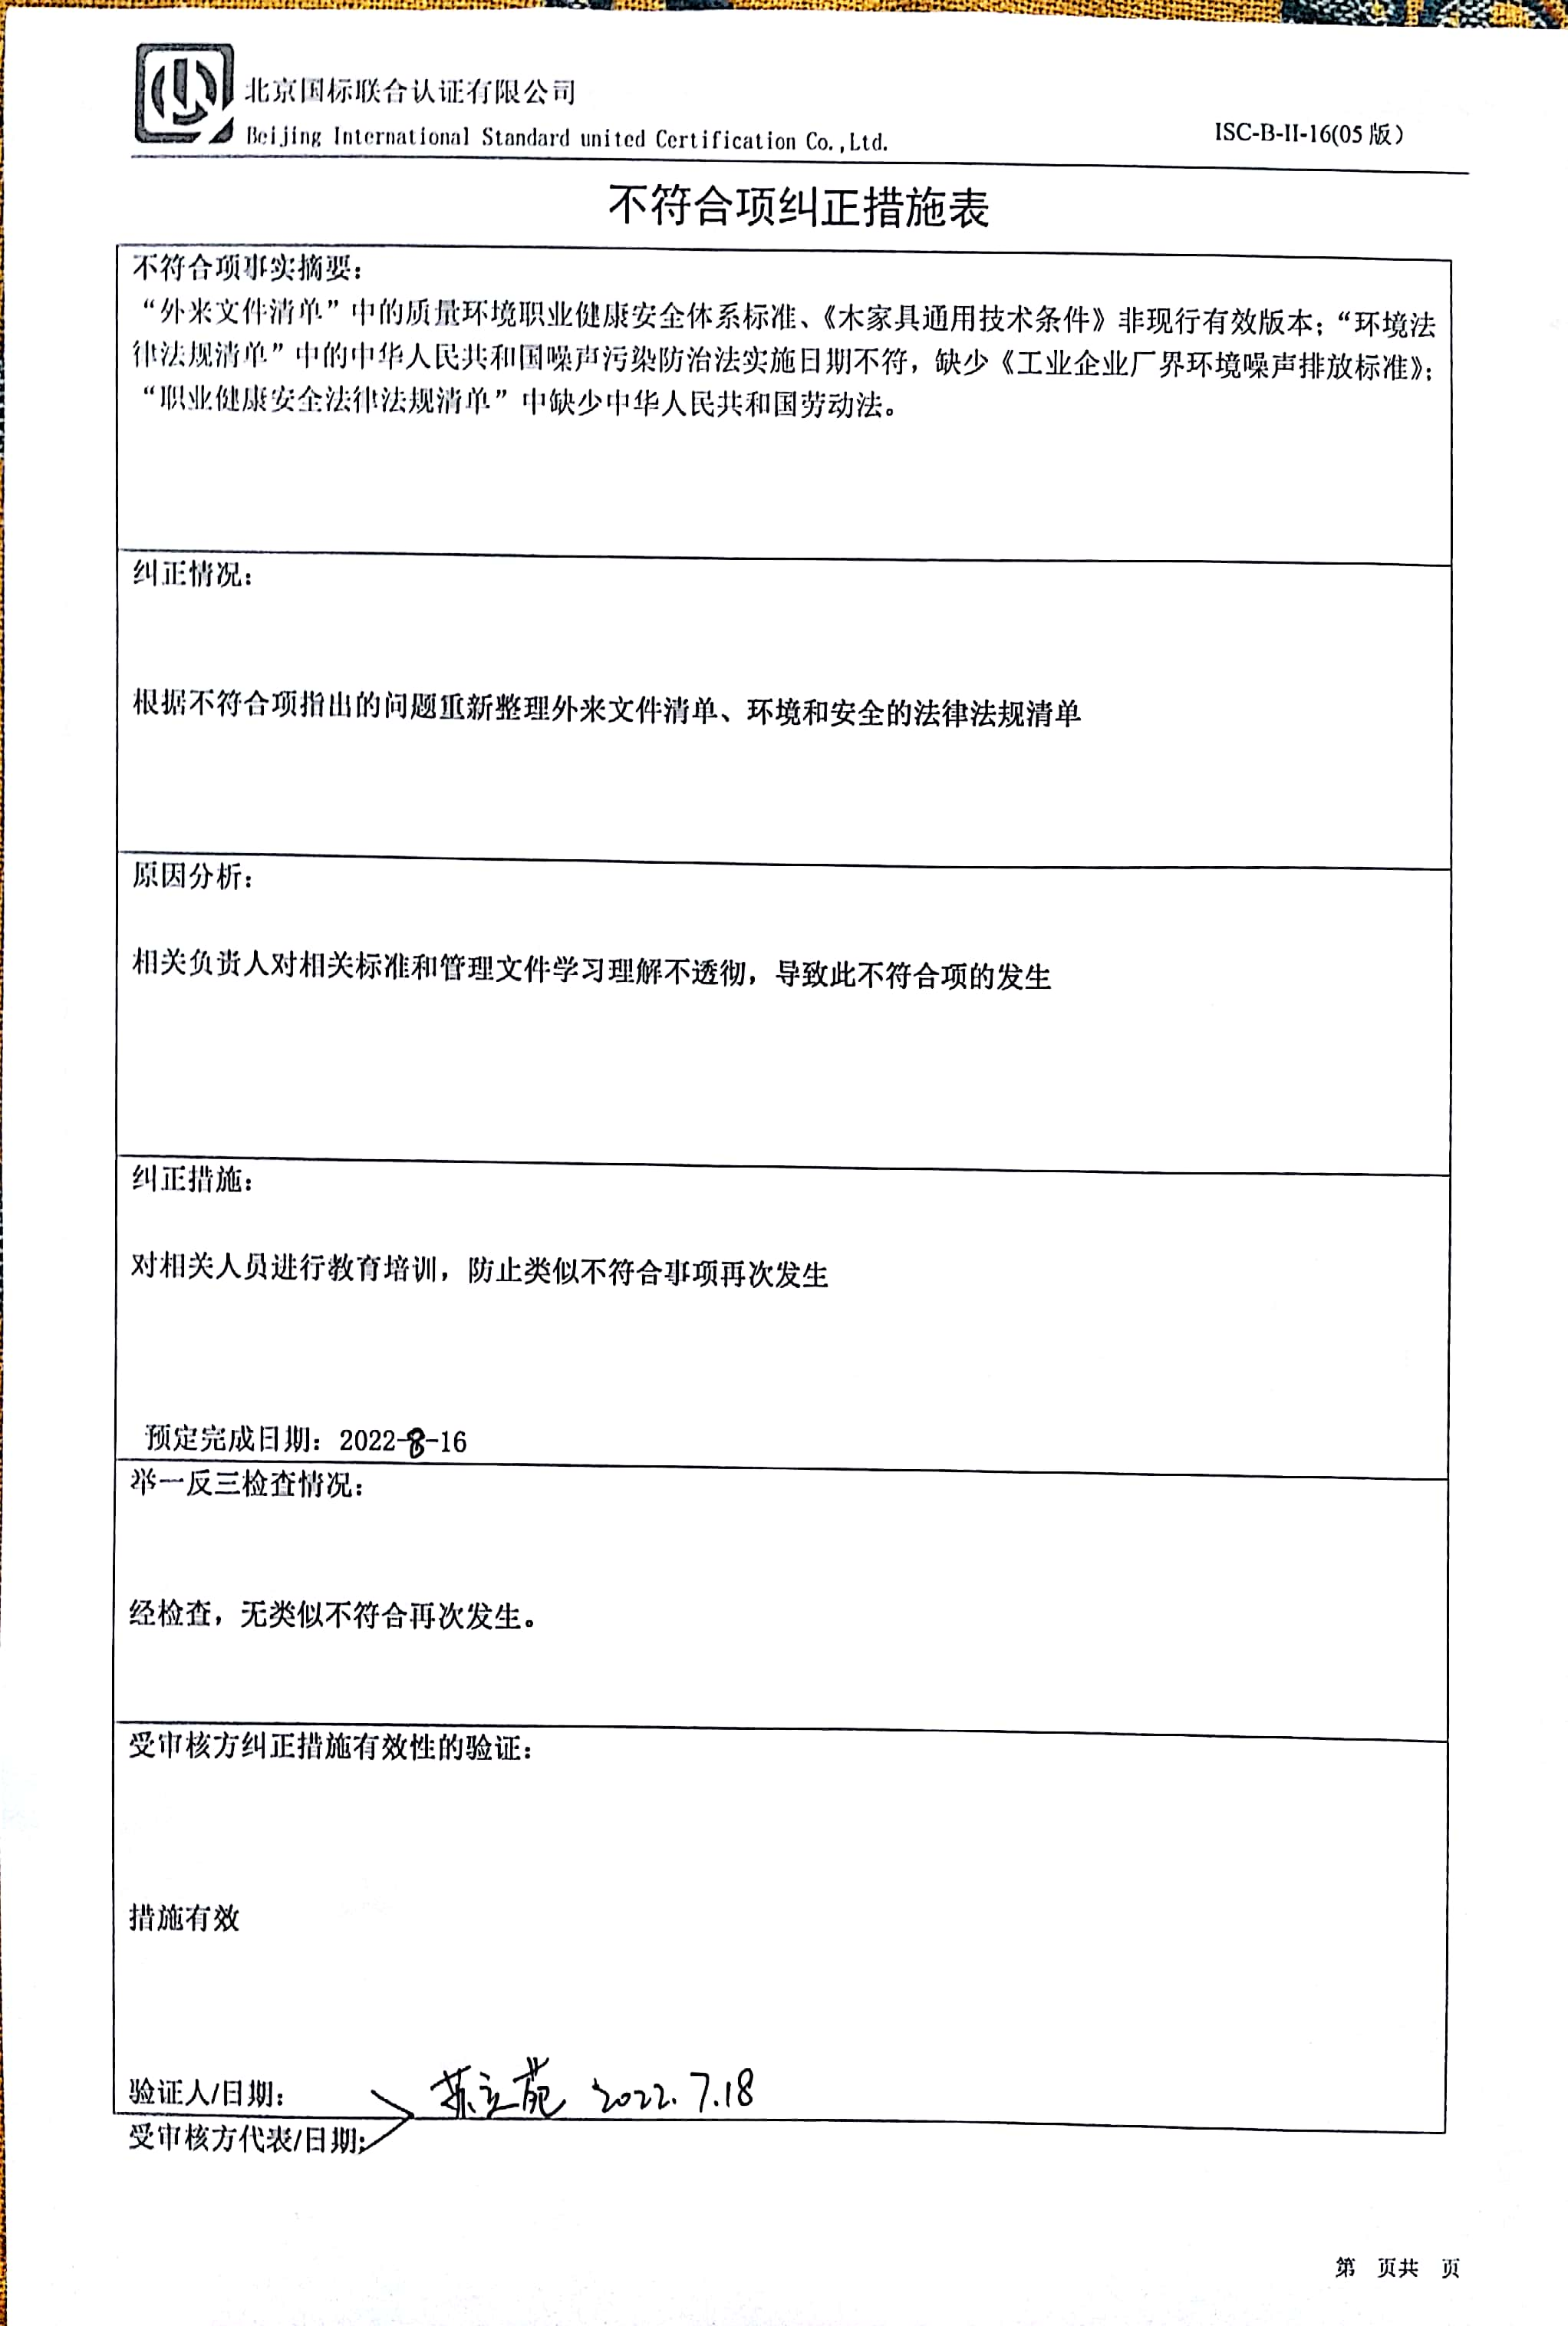 北京国标联合认证有限公司
Beijing International Standard united Certification Co.,Ltd.
ISC-B-II-16(05版）
不符合项纠正措施表
不符合项事实摘要：
“外来文件清单”中的质量环境职业健康安全体系标准、《木家具通用技术条件》非现行有效版本；“环境法
律法规清单”中的中华人民共和国噪声污染防治法实施日期不符，缺少《工业企业厂界环境噪声排放标准》；
“职业健康安全法律法规清单”中缺少中华人民共和国劳动法。
纠正情况：
根据不符合项指出的问题重新整理外来文件清单、环境和安全的法律法规清单
原因分析：
相关负责人对相关标准和管理文件学习理解不透彻，导致此不符合项的发生
纠正措施：
对相关人员进行教育培训，防止类似不符合事项再次发生
预定完成日期：2022-8-16
举一反三检查情况：
经检查，无类似不符合再次发生。
受审核方纠正措施有效性的验证：
措施有效
验证人/日期：
2022.7.18
受审核方代表/日期:
第 页共 页